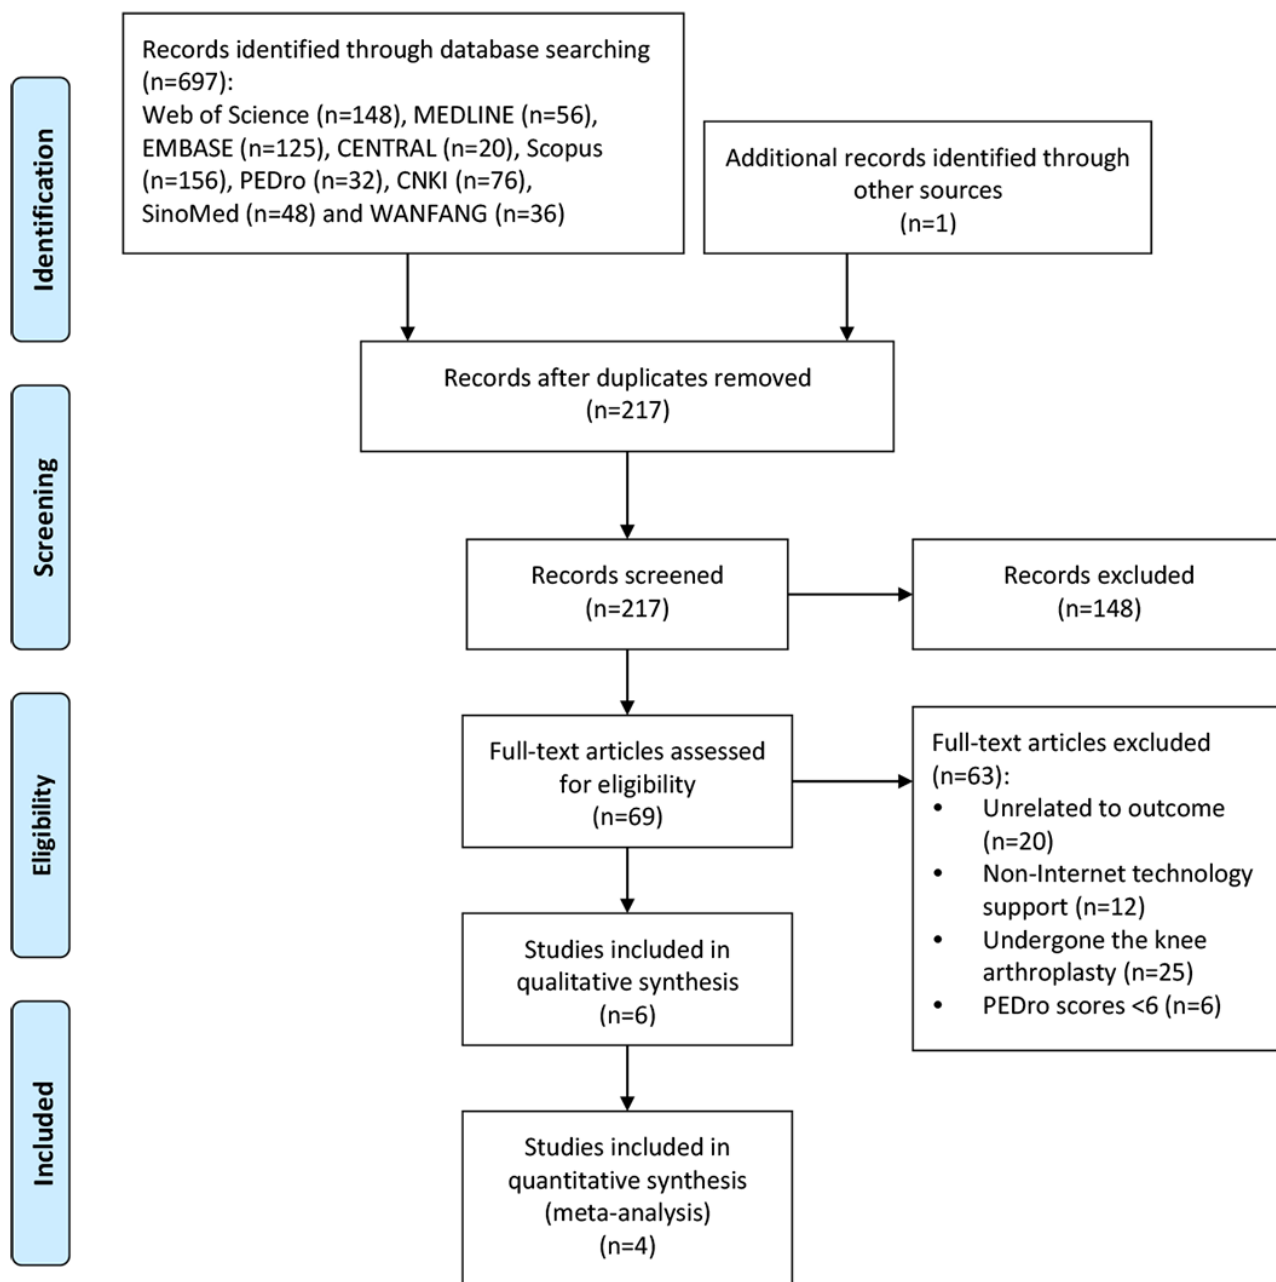 Records identified through database searching
(n=697):
Web of Science (n=148), MEDLINE (n=56),
EMBASE (n=125), CENTRAL (n=20), Scopus
(n=156), PEDro (n=32), CNKI (n=76),
SinoMed (n=48) and WANFANG (n=36)
Additional records identified through
other sources
(n=1)
Identification
Records after duplicates removed
(n=217)
Screening
Records screened
(n=217)
Records excluded
(n=148)
Eligibility
Full-text articles assessed
for eligibility
(n=69)
Full-text articles excluded
(n=63):
• Unrelated to outcome
(n=20)
• Non-Internet technology
support (n=12)
• Undergone the knee
arthroplasty (n=25)
• PEDro scores <6 (n=6)
Studies included in
qualitative synthesis
(n=6)
Included
Studies included in
quantitative synthesis
(meta-analysis)
(n=4)